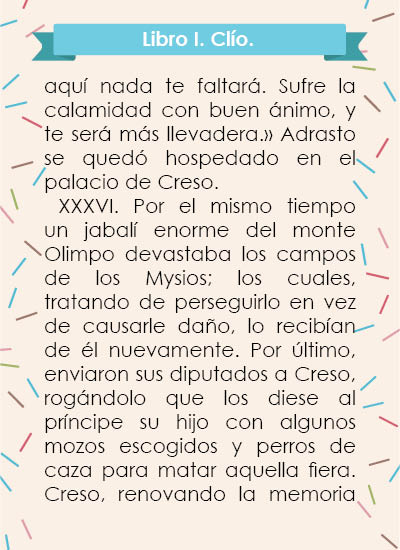 Libro I. Clío.
aquí nada te faltará. Sufre la
calamidad con buen ánimo, y
te será más llevadera.» Adrasto
se quedó hospedado en el
palacio de Creso.
XXXVI. Por el mismo tiempo
un jabalí enorme del monte
Olimpo devastaba los campos
de los Mysios; los cuales,
tratando de perseguirlo en vez
de causarle daño, lo recibían
de él nuevamente. Por último,
enviaron sus diputados a Creso,
rogándolo que los diese al
príncipe su hijo con algunos
mozos escogidos y perros de
caza para matar aquella fiera.
Creso, renovando la memoria